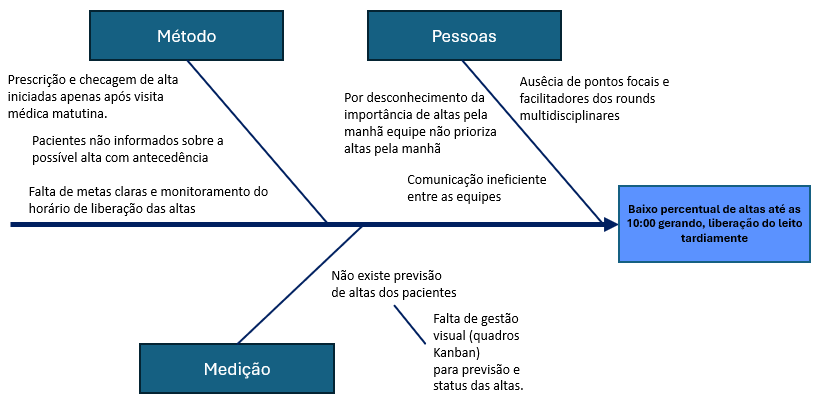 Método
Pessoas
Prescrição e checagem de alta
iniciadas apenas após visita
médica matutina.
Pacientes não informados sobre a
possível alta com antecedência
Falta de metas claras e monitoramento do
horário de liberação das altas
Por desconhecimento da
importância de altas pela
manhã equipe não prioriza
altas pela manhã
Ausêcia de pontos focais e
facilitadores dos rounds
multidisciplinares
Comunicação ineficiente
entre as equipes
Baixo percentual de altas até as
10:00 gerando, liberação do leito
tardiamente
Não existe previsão
de altas dos pacientes
Falta de gestão
visual (quadros
Kanban)
para previsão e
status das altas.
Medição